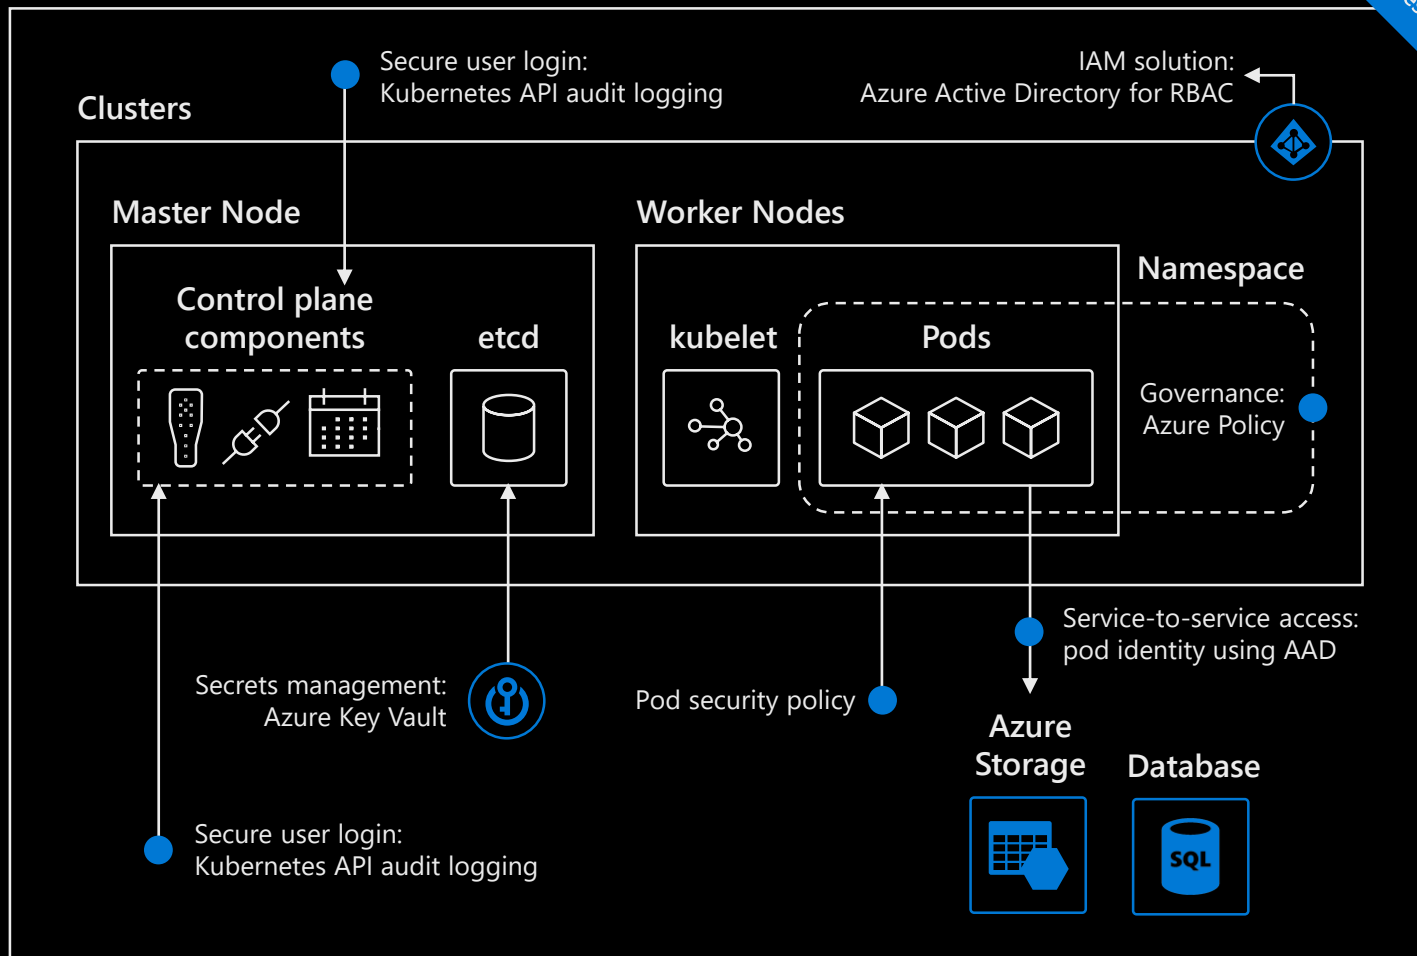 Secure user login:
Kubernetes API audit logging
IAM solution:
Azure Active Directory for RBAC
Clusters
Master Node
Worker Nodes
Namespace
Control plane
components
etcd
kubelet
Pods
Governance:
Azure Policy
Service-to-service access:
pod identity using AAD
Secrets management:
Azure Key Vault
Pod security policy
Azure
Storage
Database
SQL
Secure user login:
Kubernetes API audit logging